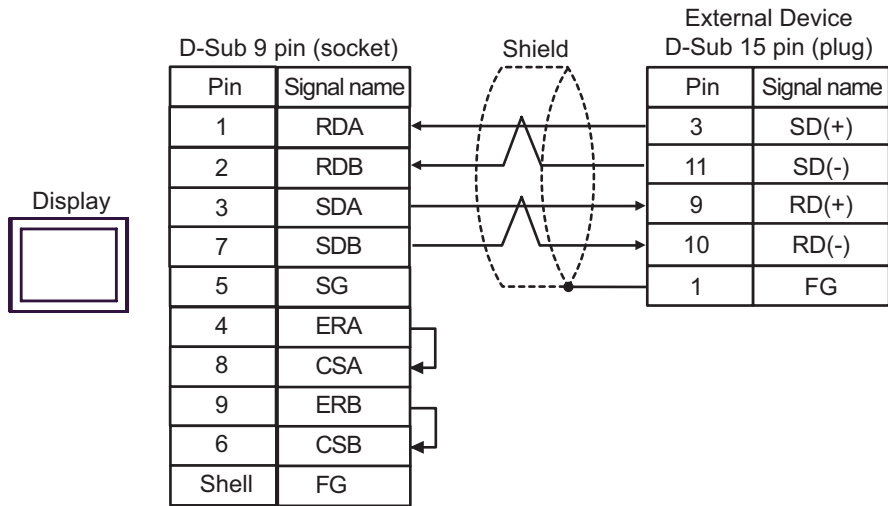 External Device
D-Sub 9 pin (socket) Shield D-Sub 15 pin (plug)
Pin Signal name Pin Signal name
1 RDA 3 SD(+)
2 RDB 11 SD(-)
Display 3 SDA 9 RD(+)
7 SDB 10 RD(-)
5 SG 1 FG
4 ERA
8 CSA
9 ERB
6 CSB
Shell FG